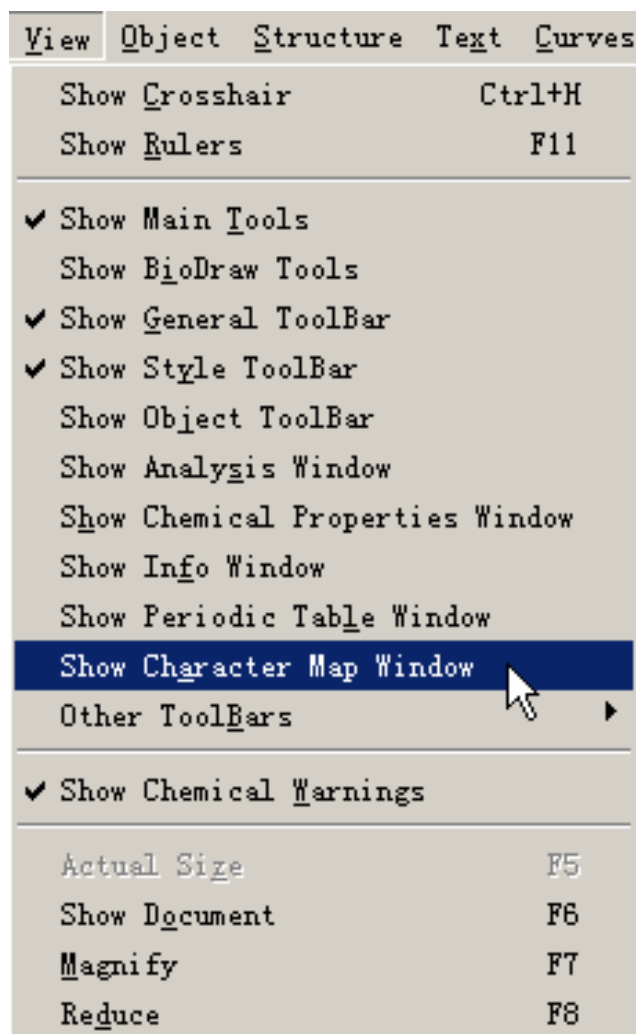 View Object Structure Text Curves
Show Crosshair Ctrl+H
Show Rulers F11
Show Main Tools
Show BioDraw Tools
Show General ToolBar
Show Style ToolBar
Show Object ToolBar
Show Analysis Window
Show Chemical Properties Window
Show Info Window
Show Periodic Table Window
Show Character Map Window
Other ToolBars
Show Chemical Warnings
Actual Size F5
Show Document F6
Magnify F7
Reduce F8